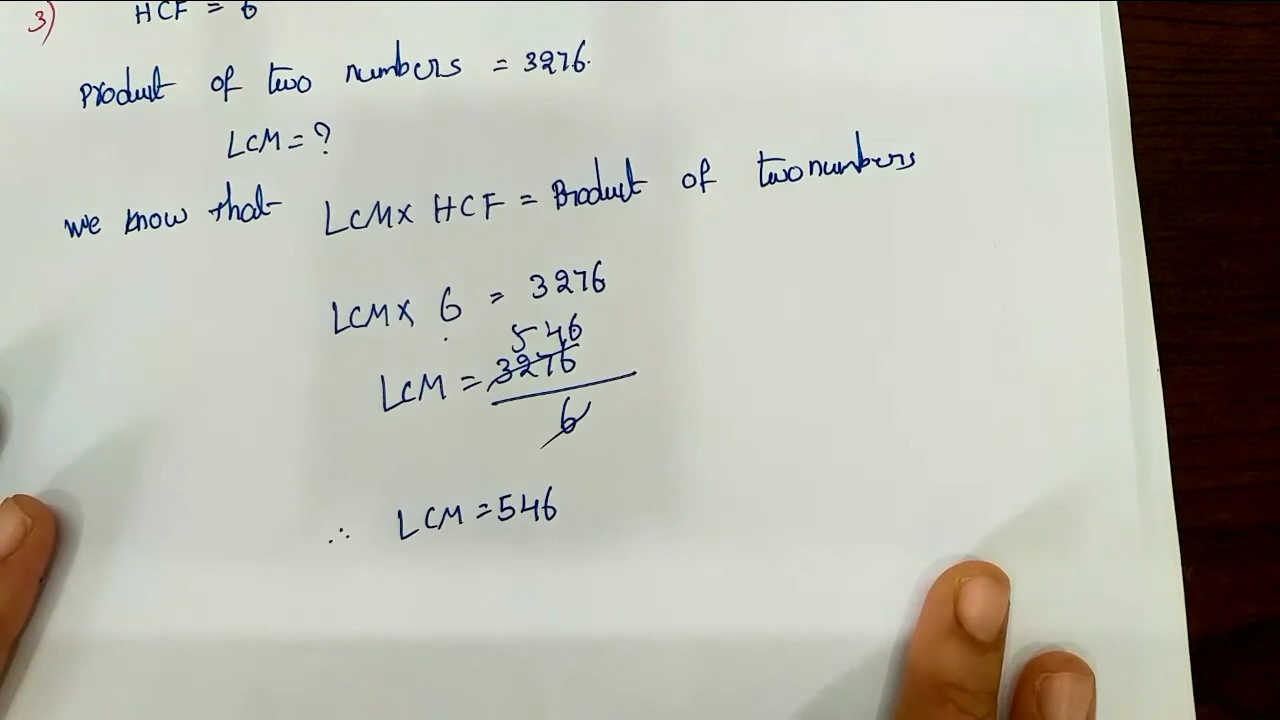 3) HCF = 6
Product of two numbers = 3276.
LCM = ?
we know that LCM x HCF = Product of two numbers
LCM x 6 = 3276
546
LCM = 3276
6
∴ LCM = 546